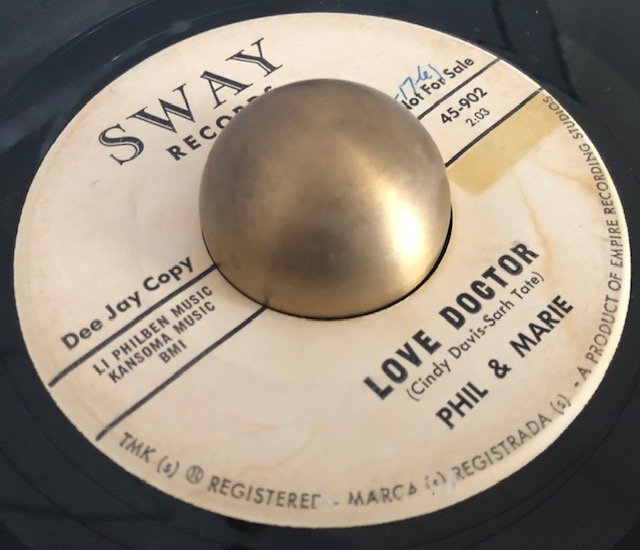 SWAY
RECORDS
Not For Sale
45-902
2:03
Dee Jay Copy
LI PHILBEN MUSIC
KANSOMA MUSIC
BMI
LOVE DOCTOR
(Cindy Davis-Sarh Tate)
PHIL & MARIE
TMK (s) ® REGISTERED - MARCA (s) REGISTRADA (s) - A PRODUCT OF EMPIRE RECORDING STUDIOS